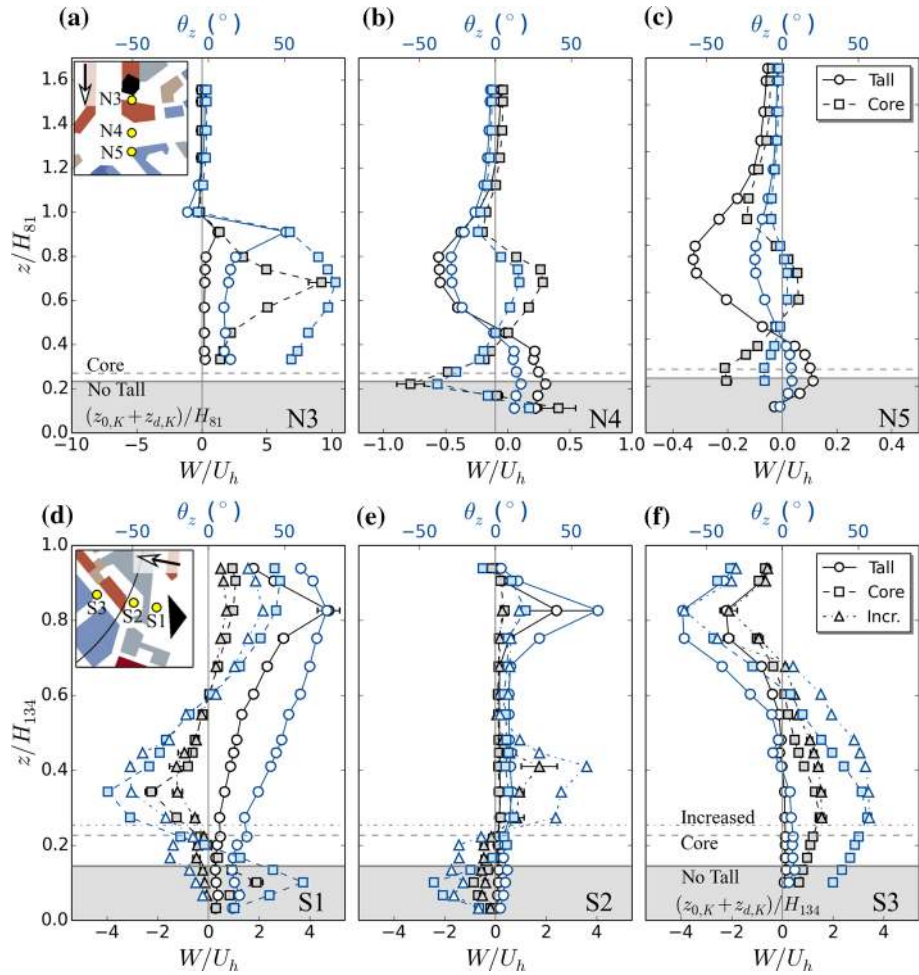 (a) θz (°) (b) θz (°) (c) θz (°)
−50 0 50 −50 0 50 −50 0 50
1.6
1.4
1.2
1.0
0.8
0.6
0.4
0.2
0.0
z/H81
N3
N4
N5
Tall
Core
Core
No Tall
(z0,K+zd,K)/H81
N3 N4 N5
−10 −5 0 5 10 −1.0 −0.5 0.0 0.5 1.0 −0.4 −0.2 0.0 0.2 0.4
W/Uh W/Uh W/Uh
(d) θz (°) (e) θz (°) (f) θz (°)
−50 0 50 −50 0 50 −50 0 50
1.0
0.8
0.6
0.4
0.2
0.0
z/H134
S3 S2 S1
Tall
Core
Incr.
Increased
Core
No Tall
(z0,K+zd,K)/H134
S1 S2 S3
−4 −2 0 2 4 −4 −2 0 2 4 −4 −2 0 2 4
W/Uh W/Uh W/Uh